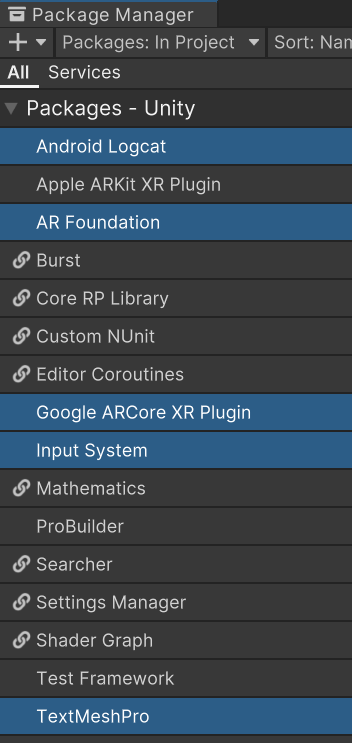 Package Manager
Packages: In Project Sort: Nam
All Services
Packages - Unity
Android Logcat
Apple ARKit XR Plugin
AR Foundation
Burst
Core RP Library
Custom NUnit
Editor Coroutines
Google ARCore XR Plugin
Input System
Mathematics
ProBuilder
Searcher
Settings Manager
Shader Graph
Test Framework
TextMeshPro